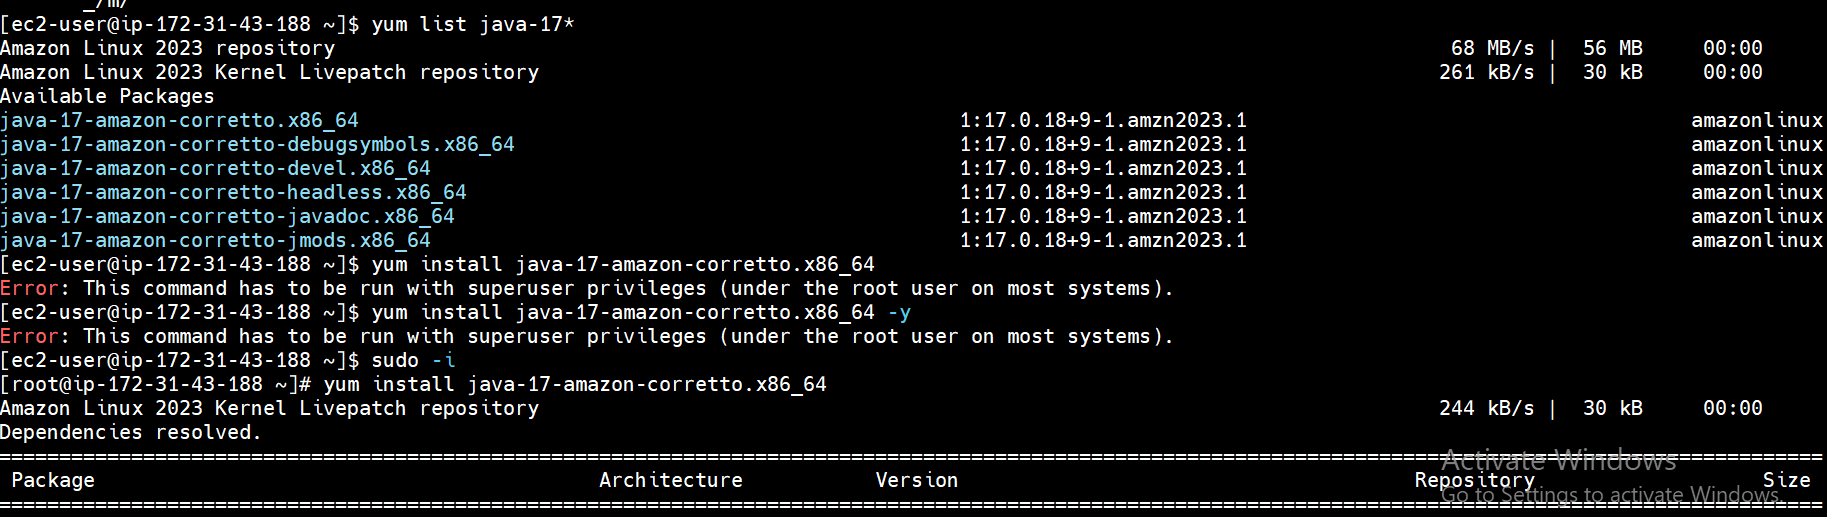 _/m/
[ec2-user@ip-172-31-43-188 ~]$ yum list java-17*
Amazon Linux 2023 repository 68 MB/s | 56 MB 00:00
Amazon Linux 2023 Kernel Livepatch repository 261 kB/s | 30 kB 00:00
Available Packages
java-17-amazon-corretto.x86_64 1:17.0.18+9-1.amzn2023.1 amazonlinux
java-17-amazon-corretto-debugsymbols.x86_64 1:17.0.18+9-1.amzn2023.1 amazonlinux
java-17-amazon-corretto-devel.x86_64 1:17.0.18+9-1.amzn2023.1 amazonlinux
java-17-amazon-corretto-headless.x86_64 1:17.0.18+9-1.amzn2023.1 amazonlinux
java-17-amazon-corretto-javadoc.x86_64 1:17.0.18+9-1.amzn2023.1 amazonlinux
java-17-amazon-corretto-jmods.x86_64 1:17.0.18+9-1.amzn2023.1 amazonlinux
[ec2-user@ip-172-31-43-188 ~]$ yum install java-17-amazon-corretto.x86_64
Error: This command has to be run with superuser privileges (under the root user on most systems).
[ec2-user@ip-172-31-43-188 ~]$ yum install java-17-amazon-corretto.x86_64 -y
Error: This command has to be run with superuser privileges (under the root user on most systems).
[ec2-user@ip-172-31-43-188 ~]$ sudo -i
[root@ip-172-31-43-188 ~]# yum install java-17-amazon-corretto.x86_64
Amazon Linux 2023 Kernel Livepatch repository 244 kB/s | 30 kB 00:00
Dependencies resolved.
Package Architecture Version Repository Size
Activate Windows
Go to Settings to activate Windows.